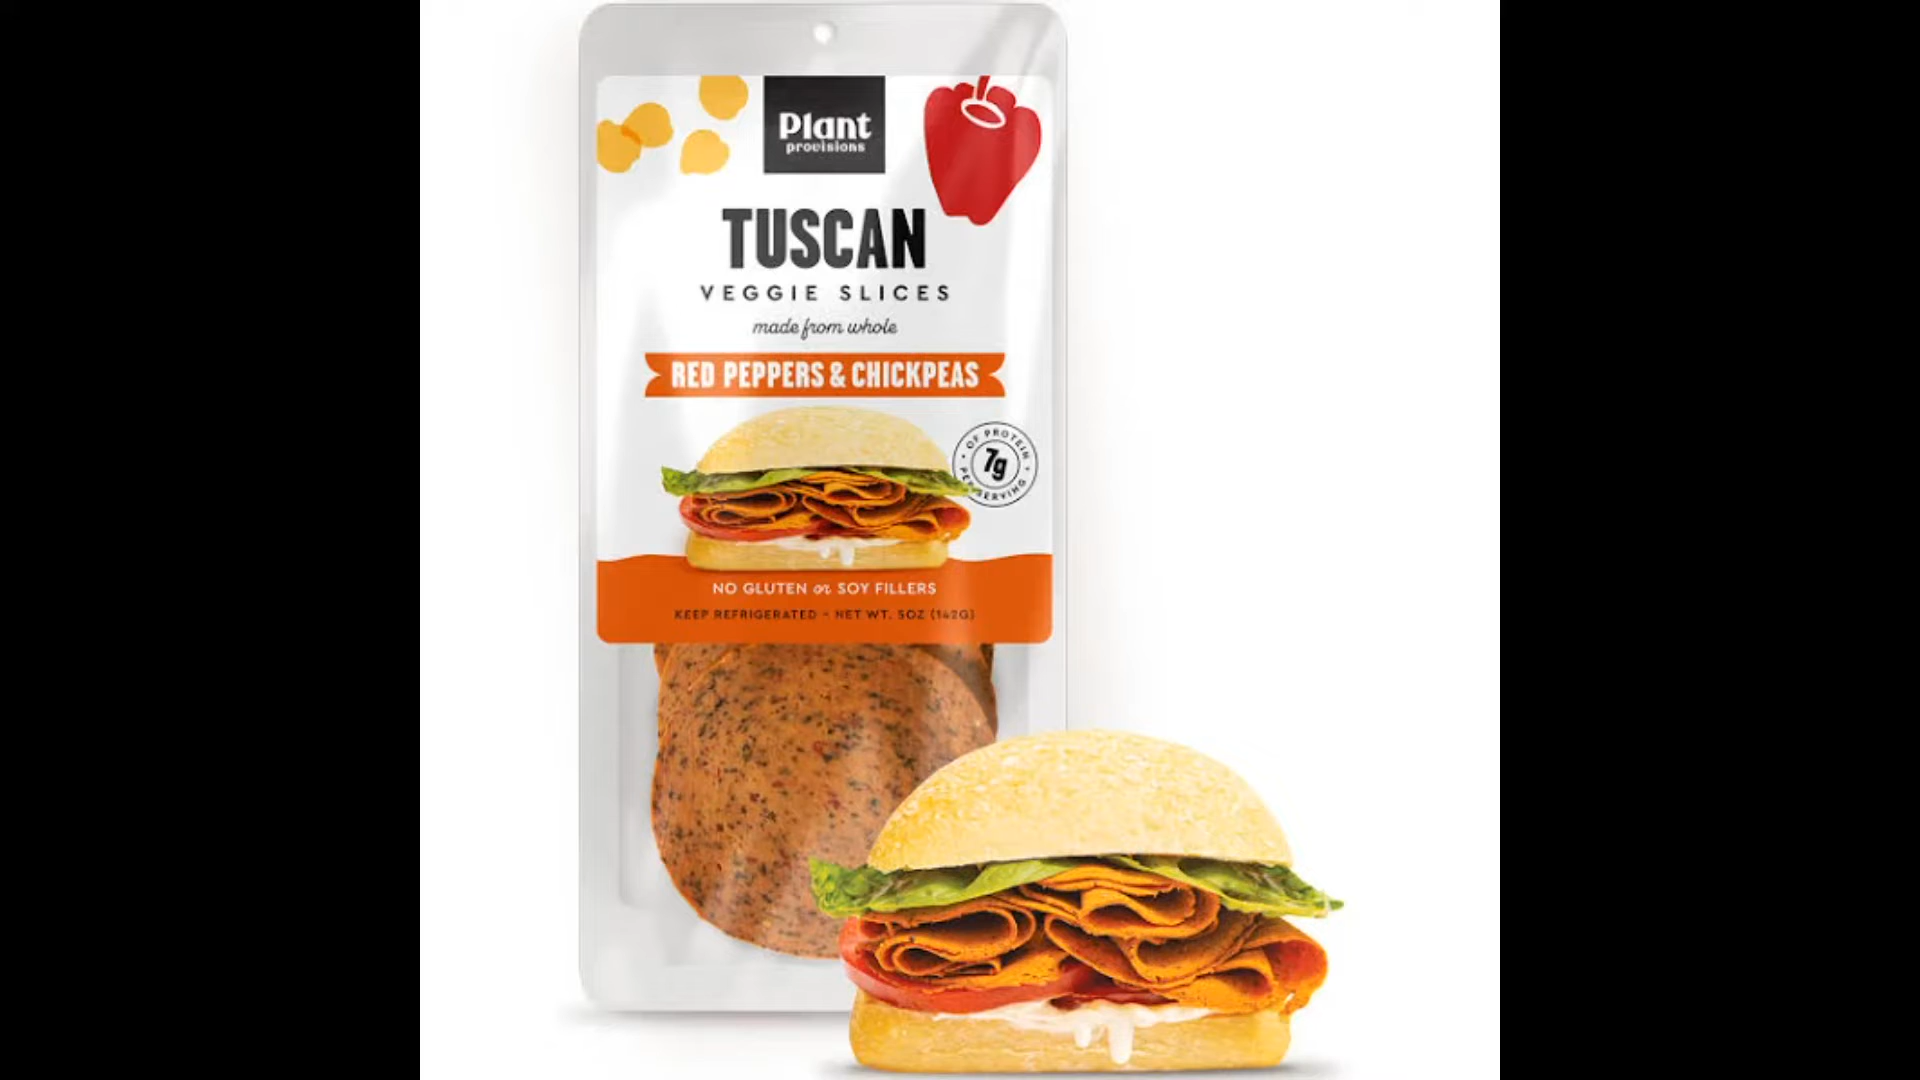 Plant
provisions
TUSCAN
VEGGIE SLICES
made from whole
RED PEPPERS & CHICKPEAS
OF PROTEIN
7g
PER SERVING
NO GLUTEN or SOY FILLERS
KEEP REFRIGERATED - NET WT. 5OZ (142G)